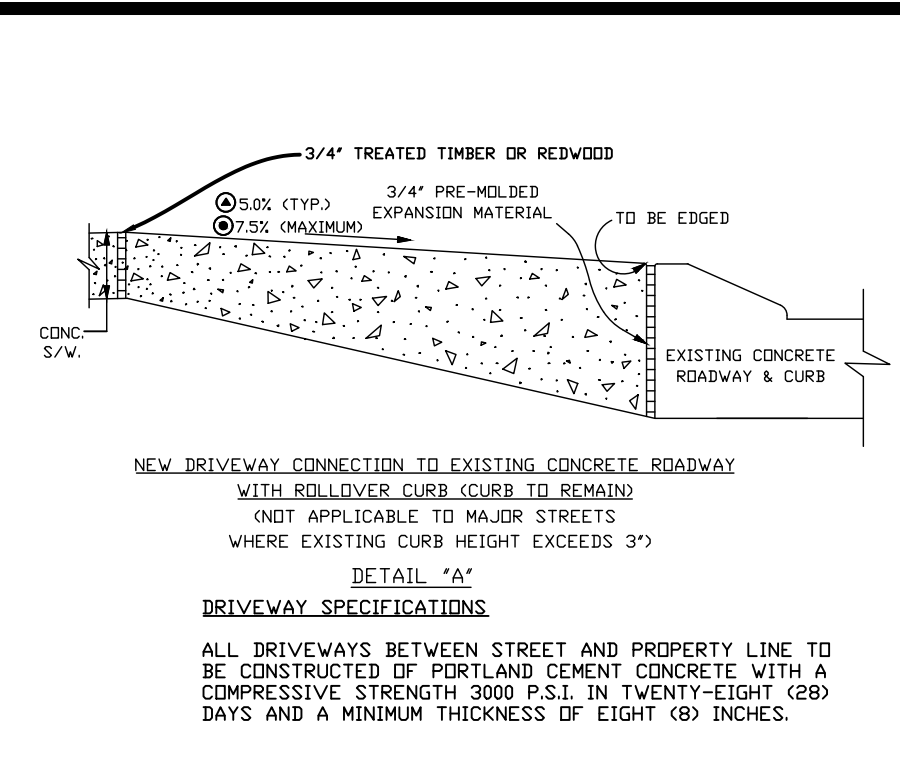 3/4" TREATED TIMBER OR REDWOOD
5.0% (TYP.)
7.5% (MAXIMUM)
3/4" PRE-MOLDED
EXPANSION MATERIAL
TO BE EDGED
CONC.
S/W.
EXISTING CONCRETE
ROADWAY & CURB
NEW DRIVEWAY CONNECTION TO EXISTING CONCRETE ROADWAY
WITH ROLLOVER CURB (CURB TO REMAIN)
(NOT APPLICABLE TO MAJOR STREETS
WHERE EXISTING CURB HEIGHT EXCEEDS 3")
DETAIL "A"
DRIVEWAY SPECIFICATIONS
ALL DRIVEWAYS BETWEEN STREET AND PROPERTY LINE TO
BE CONSTRUCTED OF PORTLAND CEMENT CONCRETE WITH A
COMPRESSIVE STRENGTH 3000 P.S.I. IN TWENTY-EIGHT (28)
DAYS AND A MINIMUM THICKNESS OF EIGHT (8) INCHES.